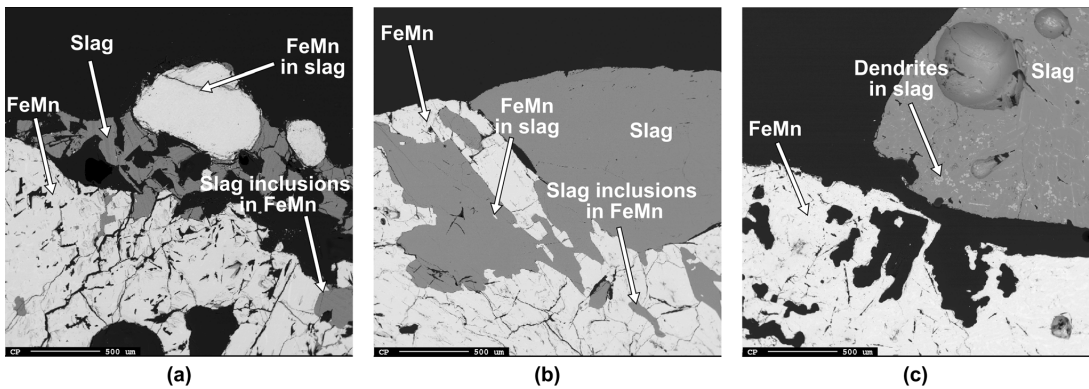 Slag
FeMn
in slag
FeMn
Slag inclusions
in FeMn
CP 500 um
(a)
FeMn
FeMn
in slag
Slag
Slag inclusions
in FeMn
CP 500 um
(b)
Dendrites
in slag
Slag
FeMn
CP 500 um
(c)